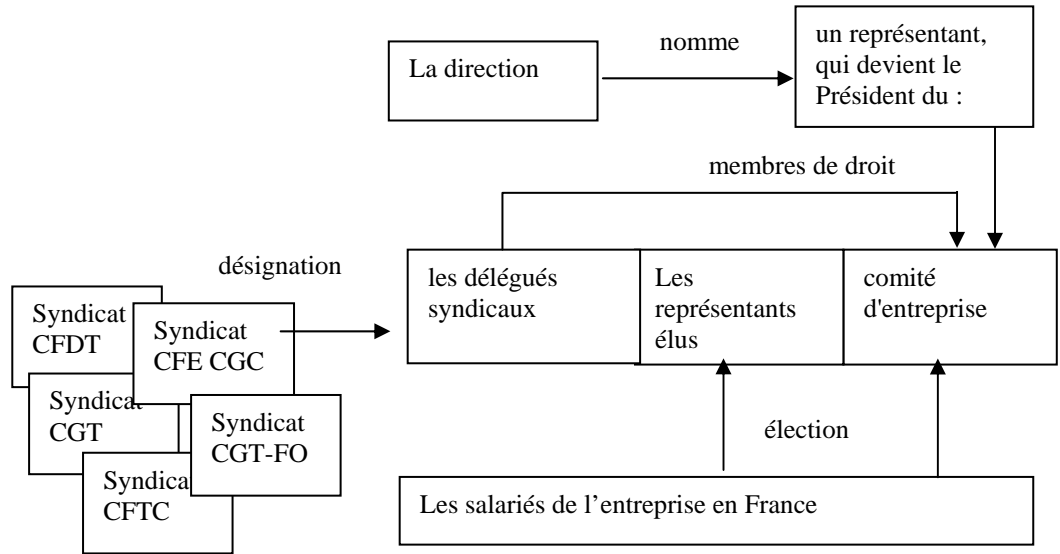 nomme
La direction
un représentant,
qui devient le
Président du :
membres de droit
désignation
les délégués
syndicaux
Les
représentants
élus
comité
d'entreprise
Syndicat
CFDT
Syndicat
CFE CGC
Syndicat
CGT
Syndicat
CGT-FO
Syndica
CFTC
élection
Les salariés de l’entreprise en France